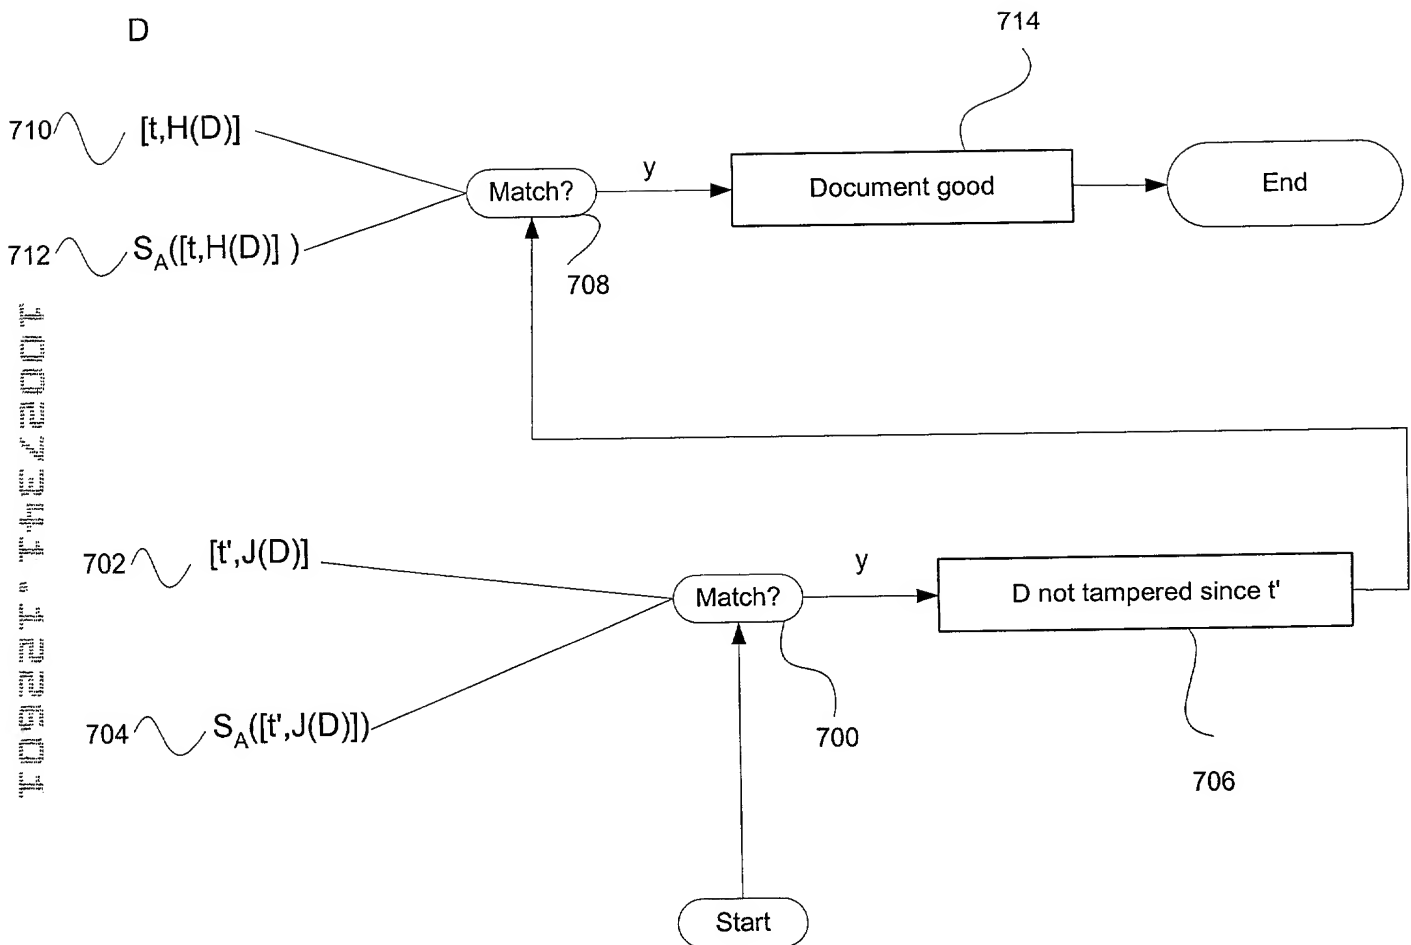 D
714
710 [t,H(D)]
Match?
y
Document good
End
712 S_A([t,H(D)] )
708
702 [t',J(D)]
Match?
y
D not tampered since t'
704 S_A([t',J(D)])
700
706
Start